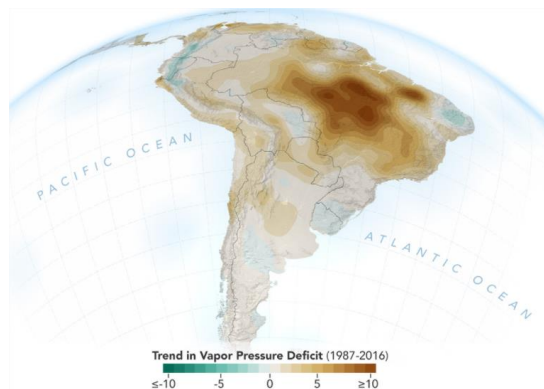 PACIFIC OCEAN
ATLANTIC OCEAN
Trend in Vapor Pressure Deficit (1987-2016)
≤-10 -5 0 5 ≥10